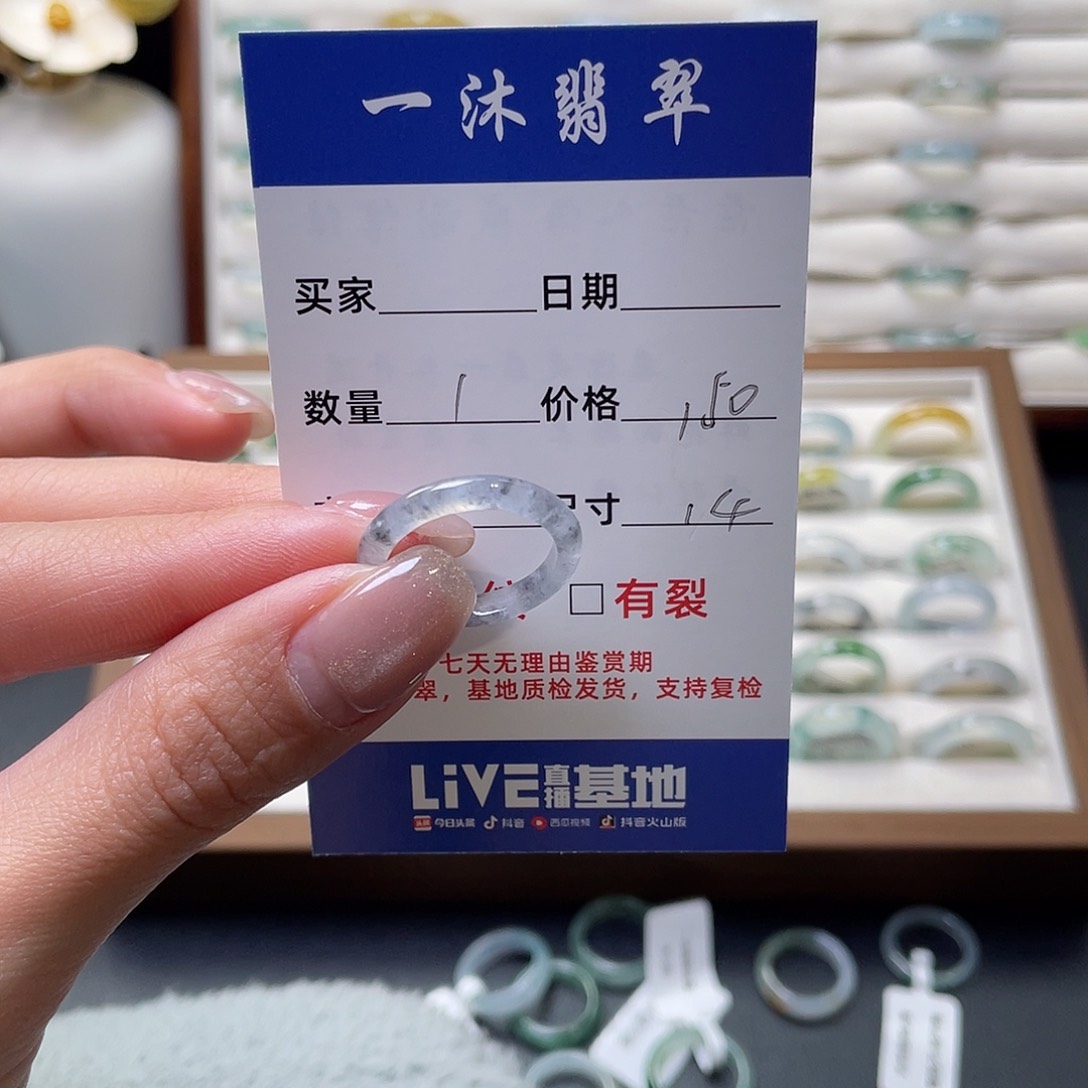 一沐翡翠
买家 日期
数量 1 价格 150
寸 14
□有裂
七天无理由鉴赏期
翠，基地质检发货，支持复检
LiVE直播基地
头条 今日头条 抖音 西瓜视频 抖音火山版